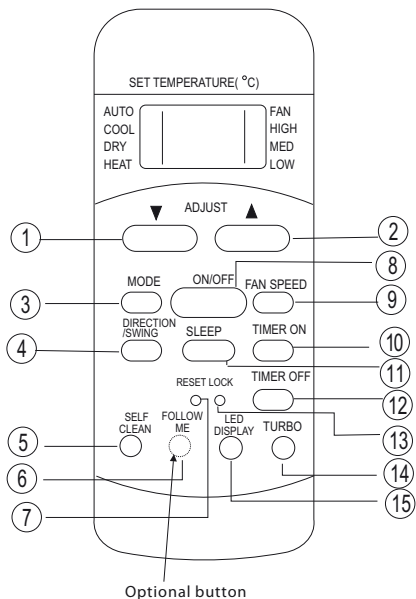 SET TEMPERATURE( °C)
AUTO FAN
COOL HIGH
DRY MED
HEAT LOW
▼ ADJUST ▲
1 2
8
MODE ON/OFF FAN SPEED
3 9
DIRECTION
/SWING SLEEP TIMER ON
4 10
11
RESET LOCK TIMER OFF
12
SELF
CLEAN FOLLOW
ME LED
DISPLAY TURBO
5 13
6 14
7 15
Optional button